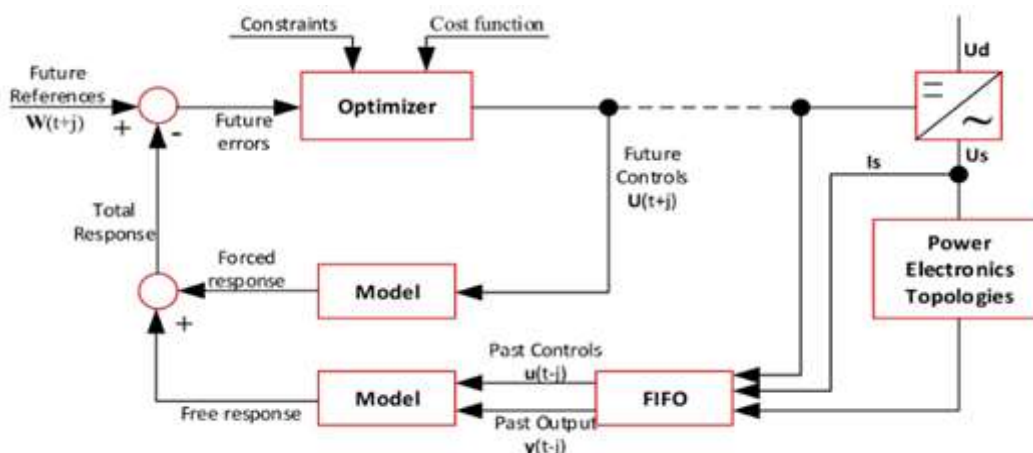 Constraints
Cost function
Future
References
W(t+j)
+
-
Future
errors
Optimizer
Ud
=
~
Us
Is
Future
Controls
U(t+j)
Total
Response
Forced
response
Model
Power
Electronics
Topologies
+
Past Controls
u(t-j)
Free response
Model
FIFO
Past Output
y(t-j)